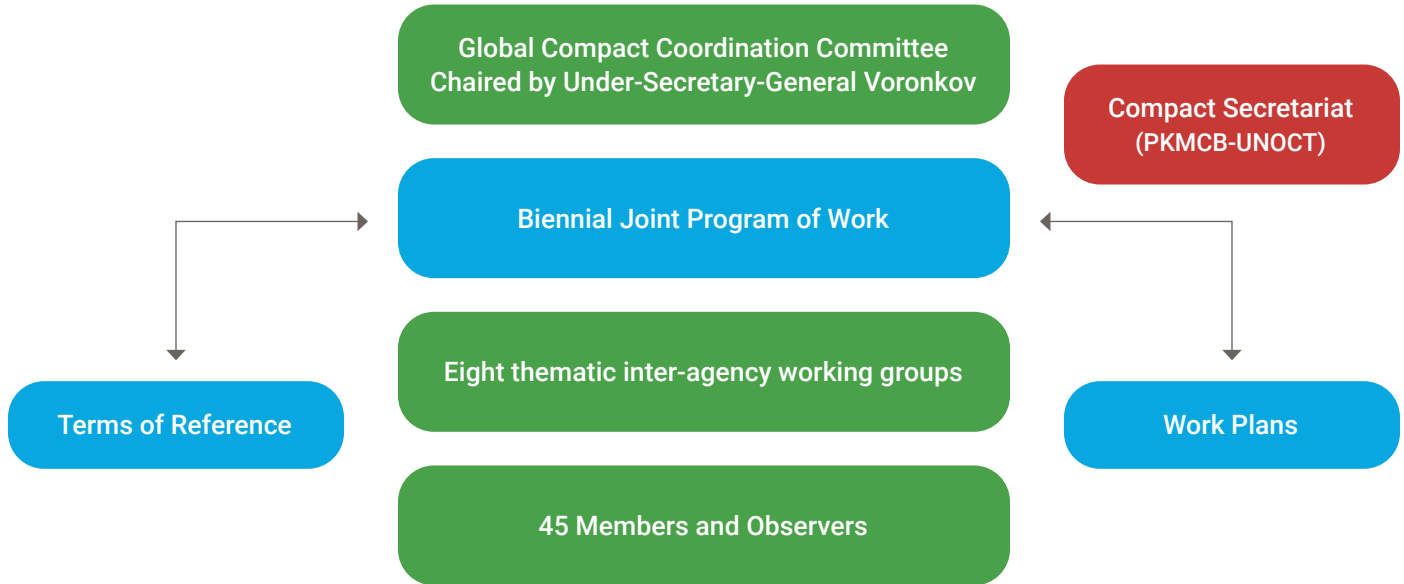 Global Compact Coordination Committee
Chaired by Under-Secretary-General Voronkov
Compact Secretariat
(PKMCB-UNOCT)
Biennial Joint Program of Work
Eight thematic inter-agency working groups
Terms of Reference
Work Plans
45 Members and Observers